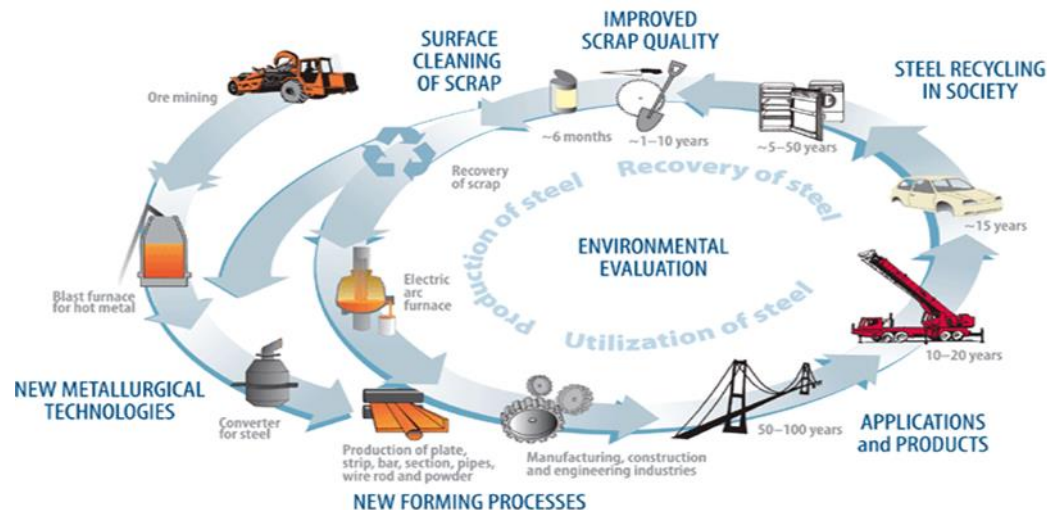 IMPROVED
SCRAP QUALITY
SURFACE
CLEANING
OF SCRAP
STEEL RECYCLING
IN SOCIETY
Ore mining
~6 months
~1–10 years
~5–50 years
Recovery
of scrap
Recovery of steel
Production of steel
Utilization of steel
ENVIRONMENTAL
EVALUATION
~15 years
Blast furnace
for hot metal
Electric
arc
furnace
10–20 years
NEW METALLURGICAL
TECHNOLOGIES
Converter
for steel
Production of plate,
strip, bar, section, pipes,
wire rod and powder
Manufacturing, construction
and engineering industries
50–100 years
APPLICATIONS
and PRODUCTS
NEW FORMING PROCESSES